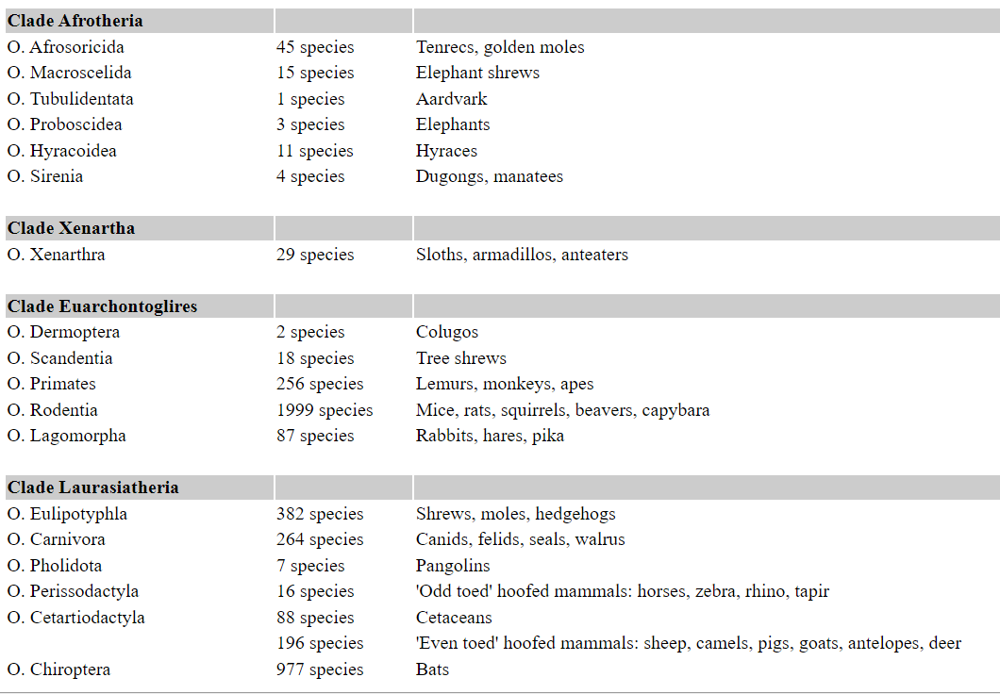 Clade Afrotheria
O. Afrosoricida 45 species Tenrecs, golden moles
O. Macroscelida 15 species Elephant shrews
O. Tubulidentata 1 species Aardvark
O. Proboscidea 3 species Elephants
O. Hyracoidea 11 species Hyraces
O. Sirenia 4 species Dugongs, manatees
Clade Xenartha
O. Xenarthra 29 species Sloths, armadillos, anteaters
Clade Euarchontoglires
O. Dermoptera 2 species Colugos
O. Scandentia 18 species Tree shrews
O. Primates 256 species Lemurs, monkeys, apes
O. Rodentia 1999 species Mice, rats, squirrels, beavers, capybara
O. Lagomorpha 87 species Rabbits, hares, pika
Clade Laurasiatheria
O. Eulipotyphla 382 species Shrews, moles, hedgehogs
O. Carnivora 264 species Canids, felids, seals, walrus
O. Pholidota 7 species Pangolins
O. Perissodactyla 16 species 'Odd toed' hoofed mammals: horses, zebra, rhino, tapir
O. Cetartiodactyla 88 species Cetaceans
196 species 'Even toed' hoofed mammals: sheep, camels, pigs, goats, antelopes, deer
O. Chiroptera 977 species Bats